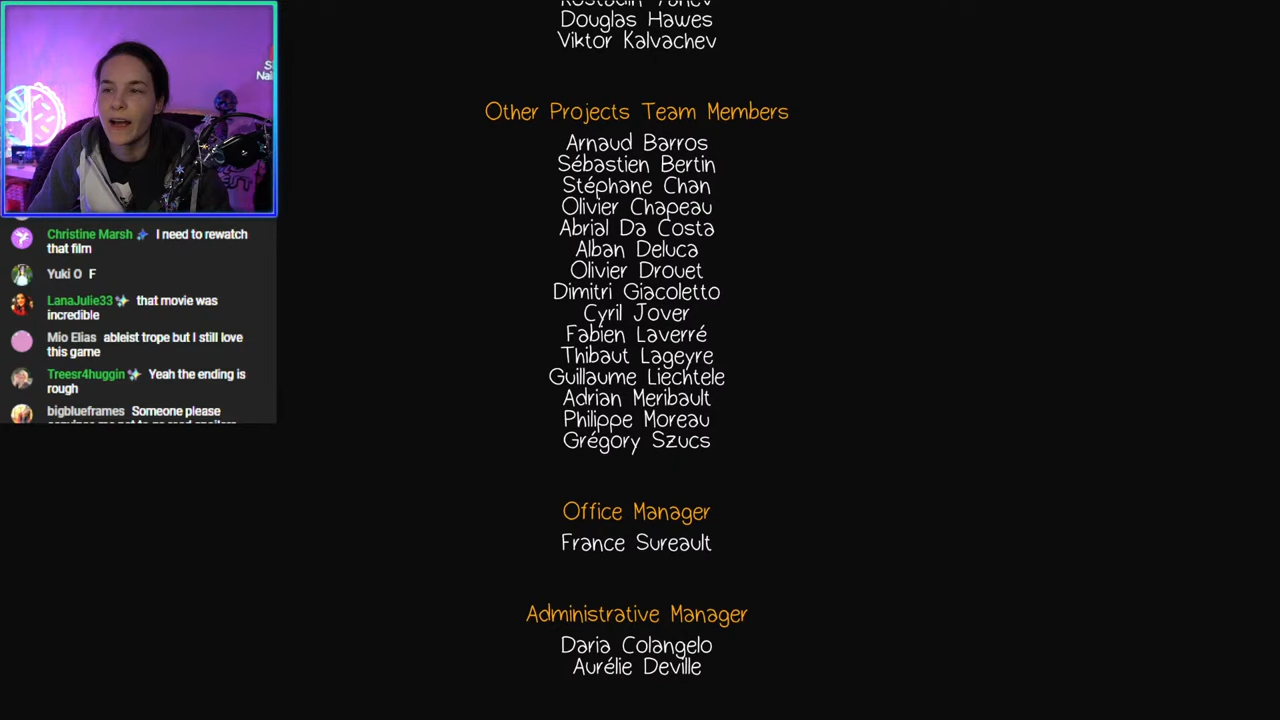 Douglas Hawes
Viktor Kalvachev
Other Projects Team Members
Arnaud Barros
Sébastien Bertin
Stéphane Chan
Olivier Chapeau
Abrial Da Costa
Alban Deluca
Olivier Drouet
Dimitri Giacoletto
Cyril Jover
Fabien Laverré
Thibaut Lageyre
Guillaume Liechtele
Adrian Meribault
Philippe Moreau
Grégory Szucs
Office Manager
France Sureault
Administrative Manager
Daria Colangelo
Aurélie Deville
Christine Marsh I need to rewatch
that film
Yuki O F
LanaJulie33 that movie was
incredible
Mio Elias ableist trope but I still love
this game
Treesr4huggin Yeah the ending is
rough
bigblueframes Someone please